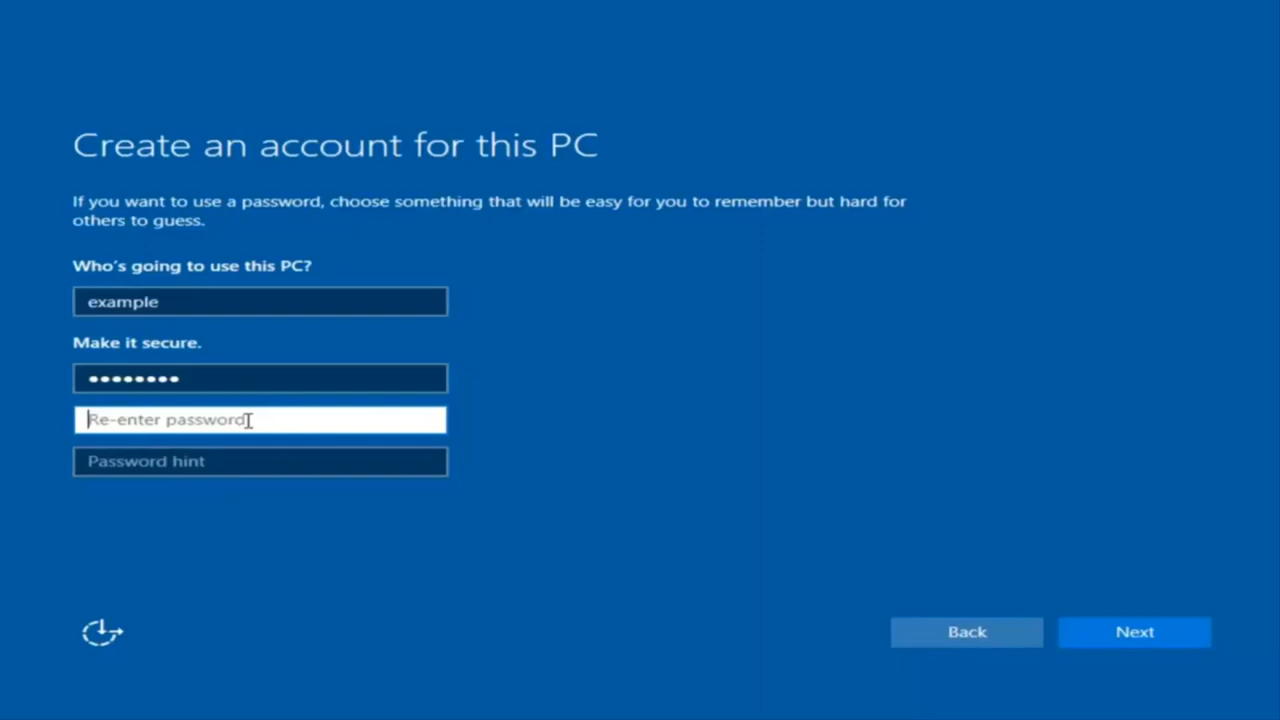 Create an account for this PC
If you want to use a password, choose something that will be easy for you to remember but hard for
others to guess.
Who's going to use this PC?
example
Make it secure.
••••••••
Re-enter password
Password hint
Back
Next